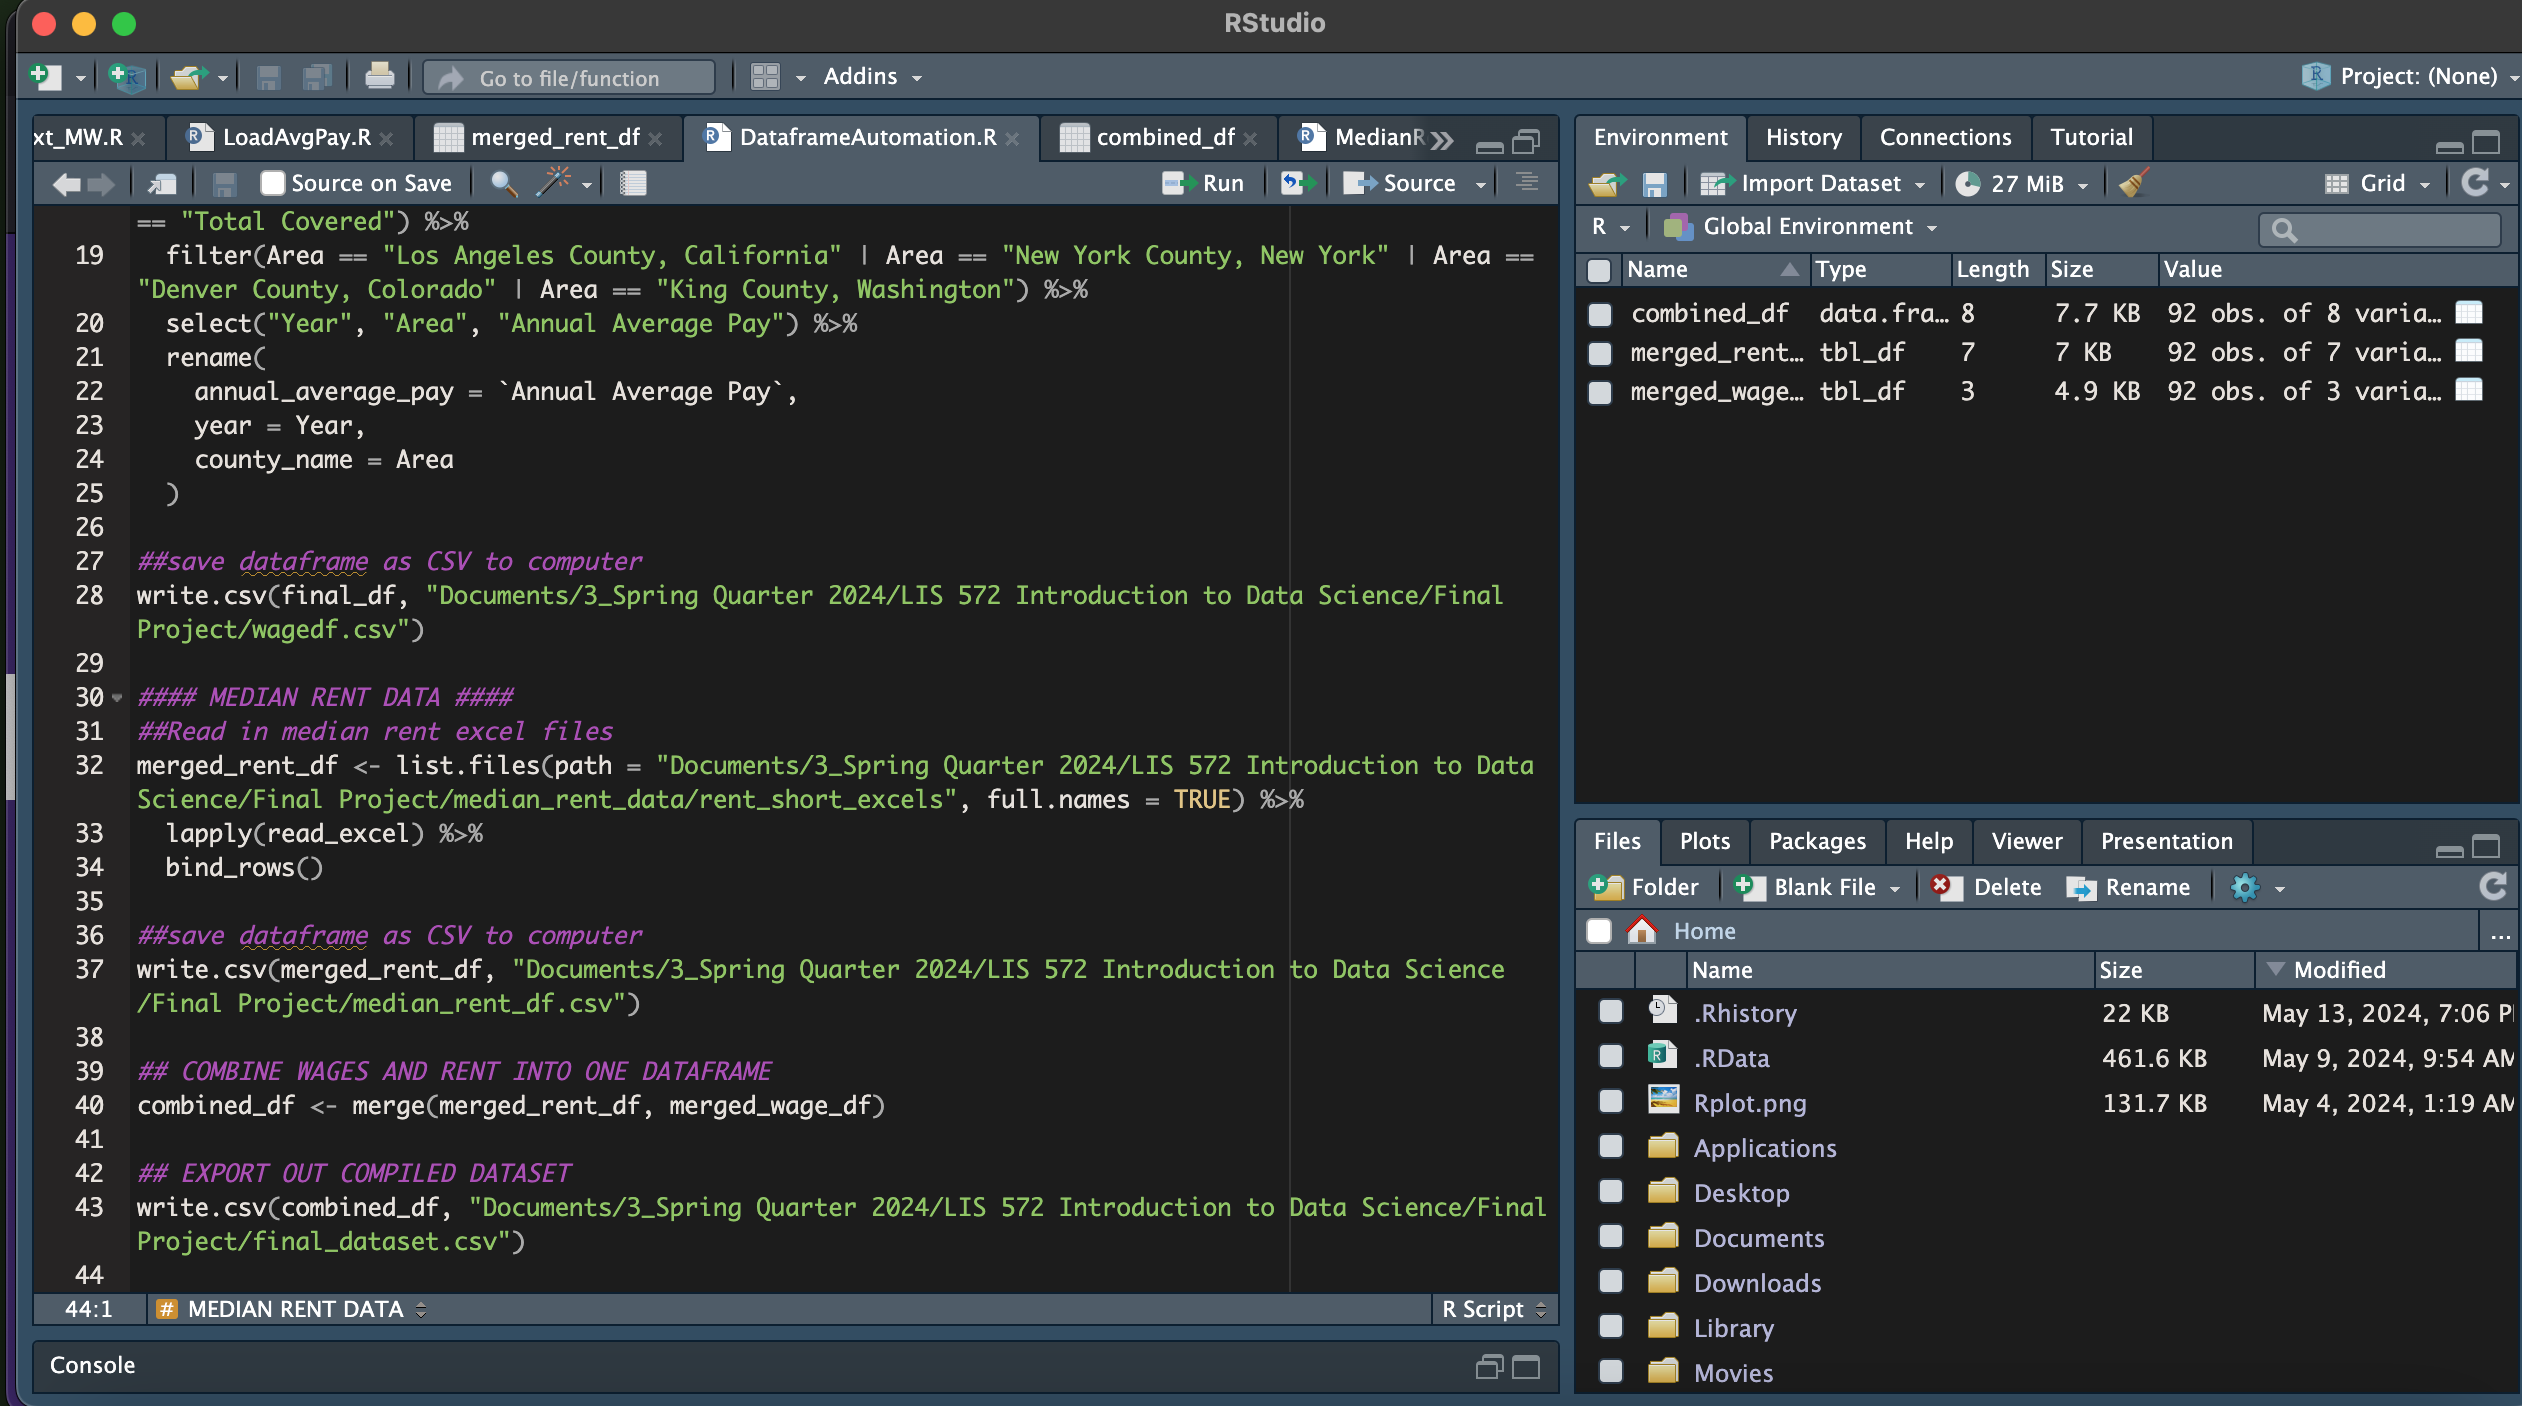 RStudio
Go to file/function
Addins
Project: (None)
xt_MW.R
LoadAvgPay.R
merged_rent_df
DataframeAutomation.R
combined_df
MedianR
Source on Save
Run
Source
== "Total Covered") %>%
19 filter(Area == "Los Angeles County, California" | Area == "New York County, New York" | Area ==
"Denver County, Colorado" | Area == "King County, Washington") %>%
20 select("Year", "Area", "Annual Average Pay") %>%
21 rename(
22 annual_average_pay = `Annual Average Pay`,
23 year = Year,
24 county_name = Area
25 )
26
27 ##save dataframe as CSV to computer
28 write.csv(final_df, "Documents/3_Spring Quarter 2024/LIS 572 Introduction to Data Science/Final
Project/wagedf.csv")
29
30 #### MEDIAN RENT DATA ####
31 ##Read in median rent excel files
32 merged_rent_df <- list.files(path = "Documents/3_Spring Quarter 2024/LIS 572 Introduction to Data
Science/Final Project/median_rent_data/rent_short_excels", full.names = TRUE) %>%
33 lapply(read_excel) %>%
34 bind_rows()
35
36 ##save dataframe as CSV to computer
37 write.csv(merged_rent_df, "Documents/3_Spring Quarter 2024/LIS 572 Introduction to Data Science
/Final Project/median_rent_df.csv")
38
39 ## COMBINE WAGES AND RENT INTO ONE DATAFRAME
40 combined_df <- merge(merged_rent_df, merged_wage_df)
41
42 ## EXPORT OUT COMPILED DATASET
43 write.csv(combined_df, "Documents/3_Spring Quarter 2024/LIS 572 Introduction to Data Science/Final
Project/final_dataset.csv")
44
44:1 # MEDIAN RENT DATA R Script
Console
Environment History Connections Tutorial
Import Dataset 27 MiB Grid
R Global Environment
Name Type Length Size Value
combined_df data.fra… 8 7.7 KB 92 obs. of 8 varia…
merged_rent… tbl_df 7 7 KB 92 obs. of 7 varia…
merged_wage… tbl_df 3 4.9 KB 92 obs. of 3 varia…
Files Plots Packages Help Viewer Presentation
Folder Blank File Delete Rename
Home ...
Name Size Modified
.Rhistory 22 KB May 13, 2024, 7:06 P
.RData 461.6 KB May 9, 2024, 9:54 AM
Rplot.png 131.7 KB May 4, 2024, 1:19 AM
Applications
Desktop
Documents
Downloads
Library
Movies